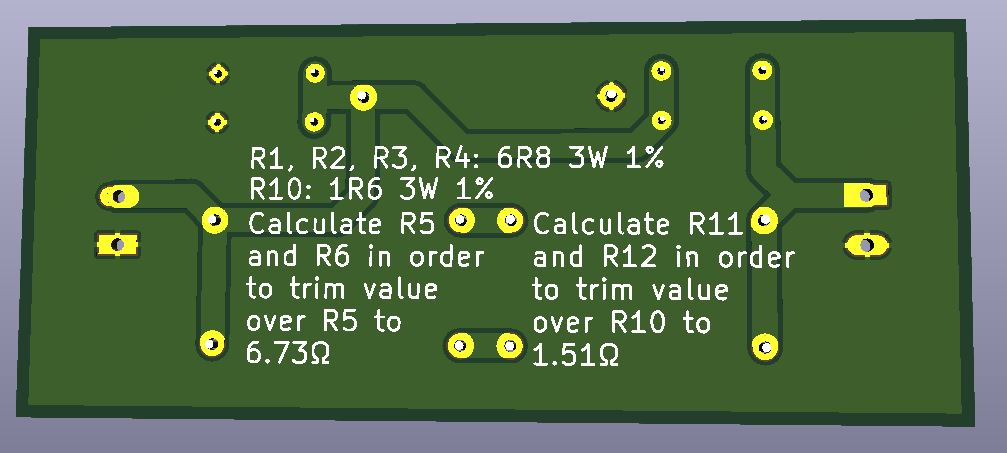 R1, R2, R3, R4: 6R8 3W 1%
R10: 1R6 3W 1%
Calculate R5
and R6 in order
to trim value
over R5 to
6.73Ω
Calculate R11
and R12 in order
to trim value
over R10 to
1.51Ω